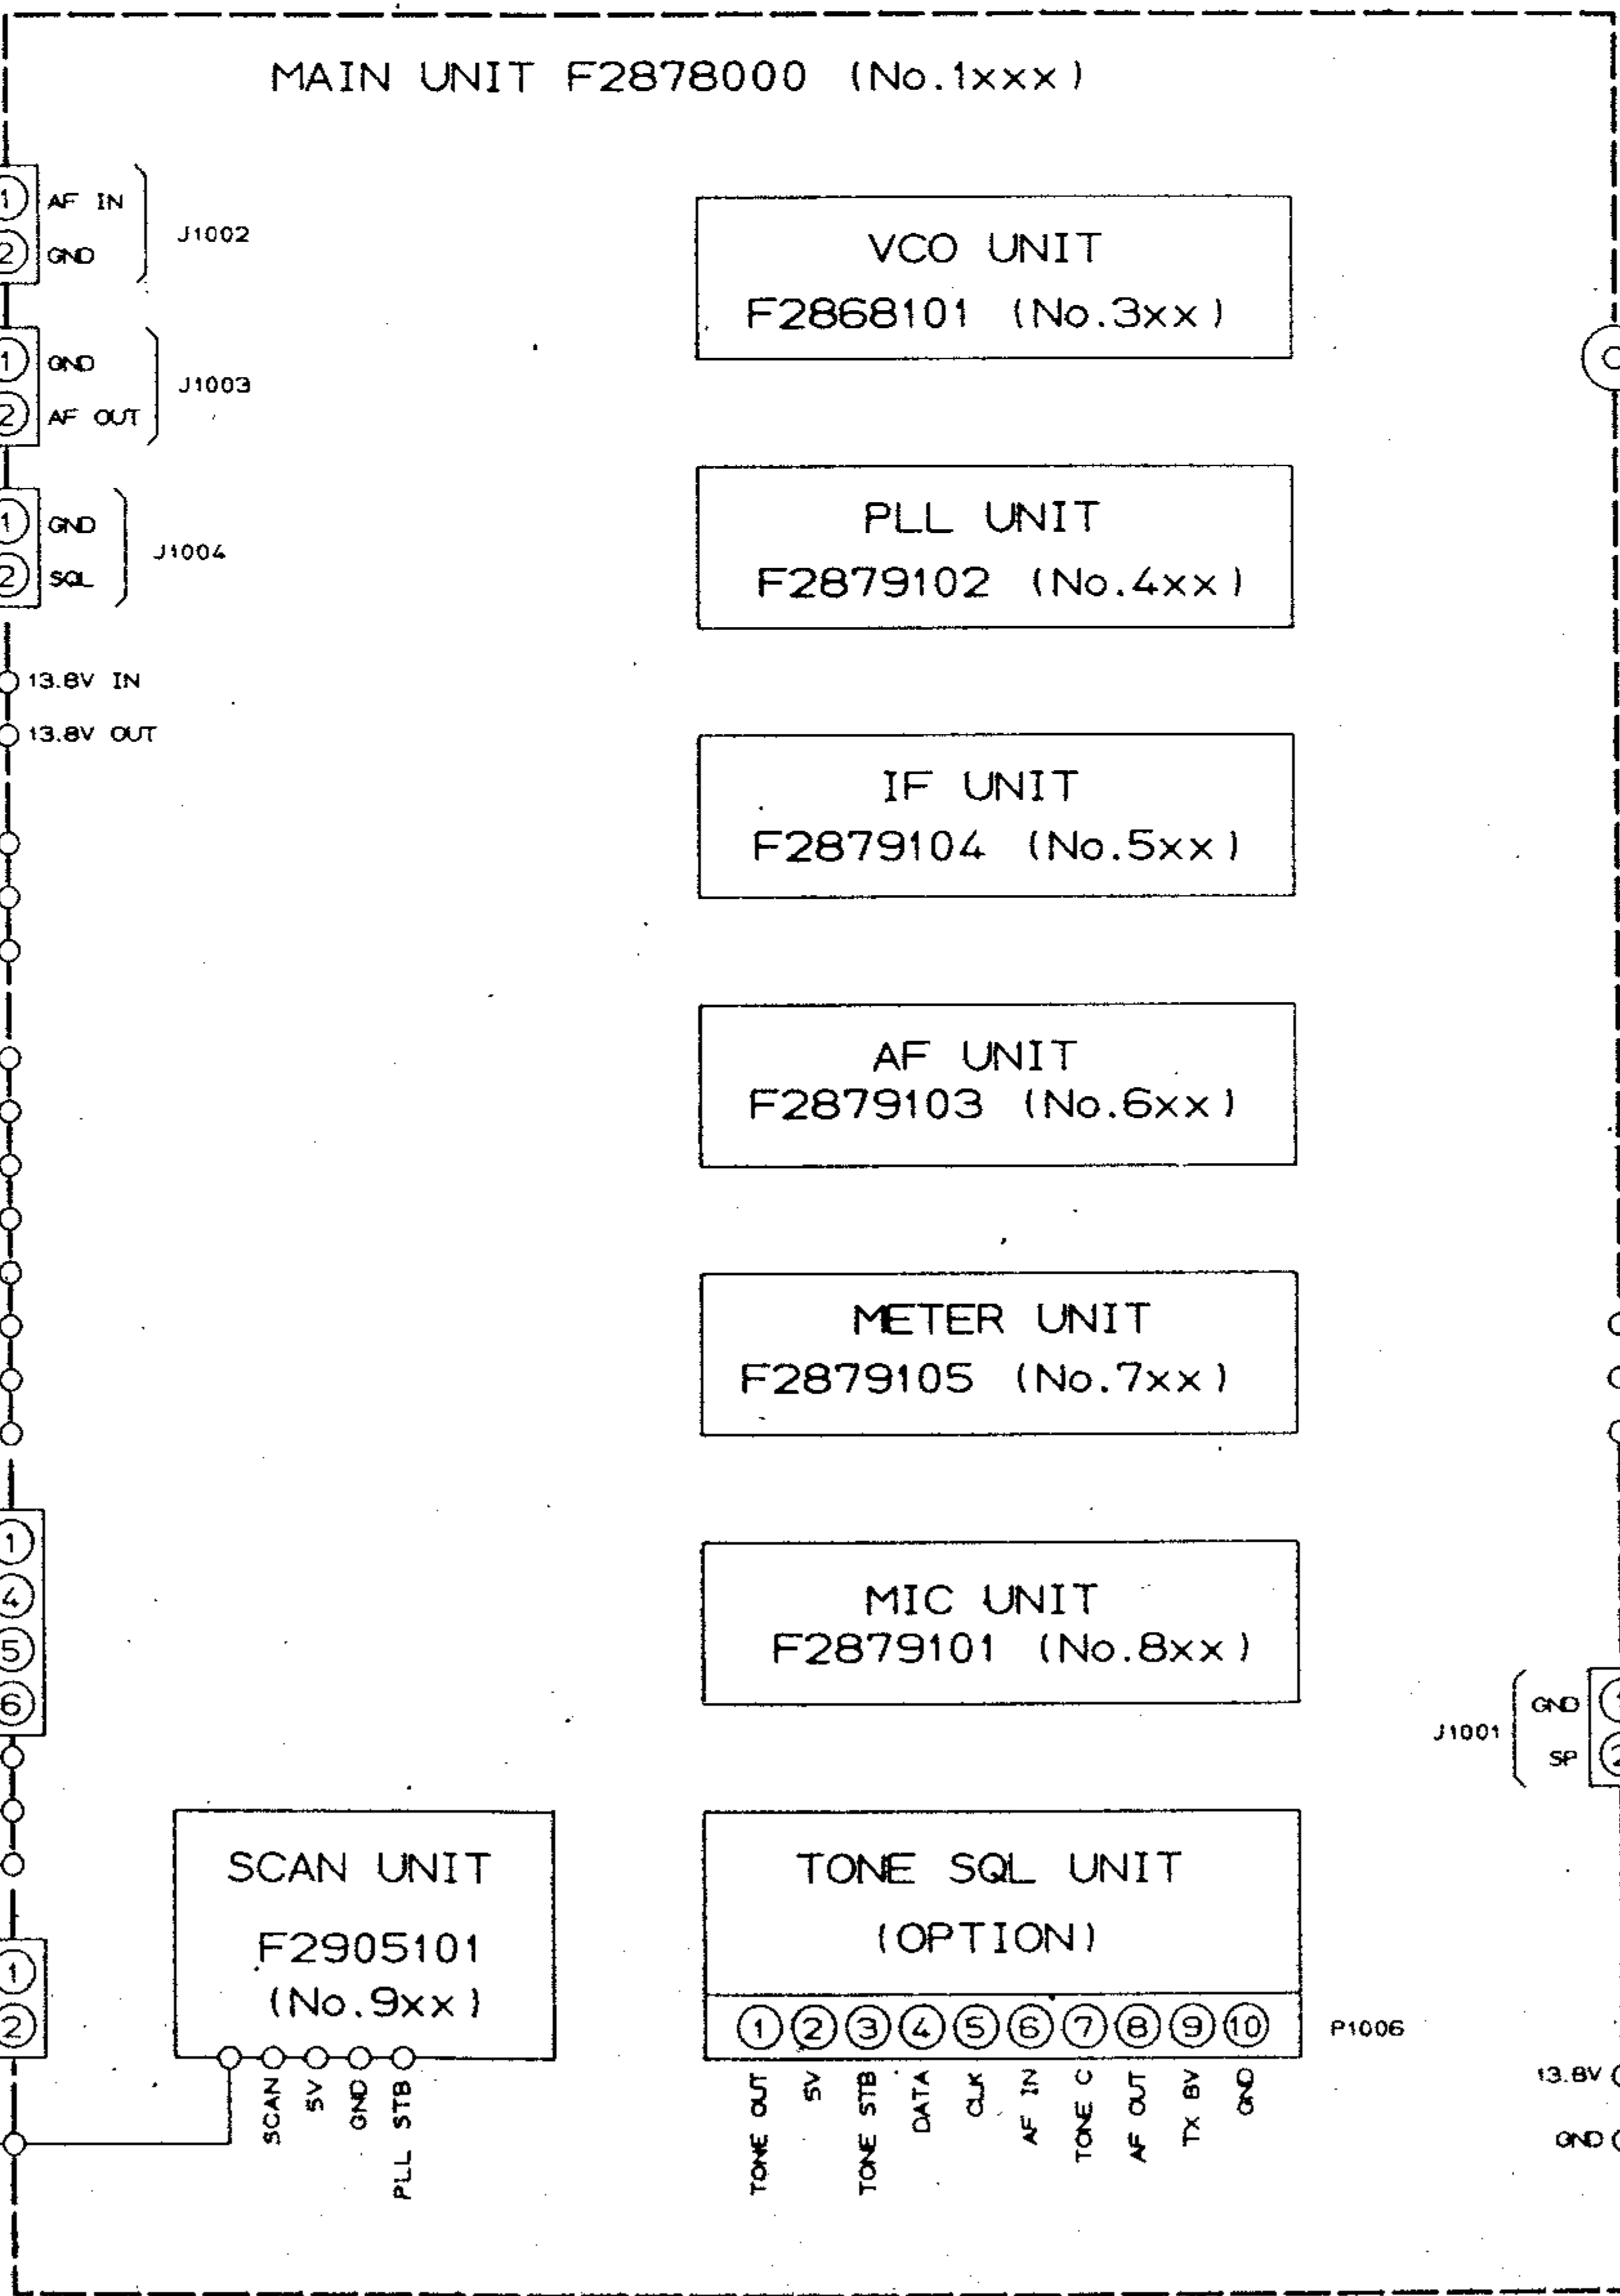 MAIN UNIT F2878000 (No.1xxx)
1 AF IN
2 GND
J1002
1 GND
2 AF OUT
J1003
1 GND
2 SQL
J1004
13.8V IN
13.8V OUT
VCO UNIT
F2868101 (No.3xx)
PLL UNIT
F2879102 (No.4xx)
IF UNIT
F2879104 (No.5xx)
AF UNIT
F2879103 (No.6xx)
METER UNIT
F2879105 (No.7xx)
MIC UNIT
F2879101 (No.8xx)
1
4
5
6
J1001
GND 1
SP 2
SCAN UNIT
F2905101
(No.9xx)
SCAN
5V
GND
PLL STB
1
2
TONE SQL UNIT
(OPTION)
1 2 3 4 5 6 7 8 9 10
P1006
TONE OUT
5V
TONE STB
DATA
CLK
AF IN
TONE C
AF OUT
TX 8V
GND
13.8V
GND